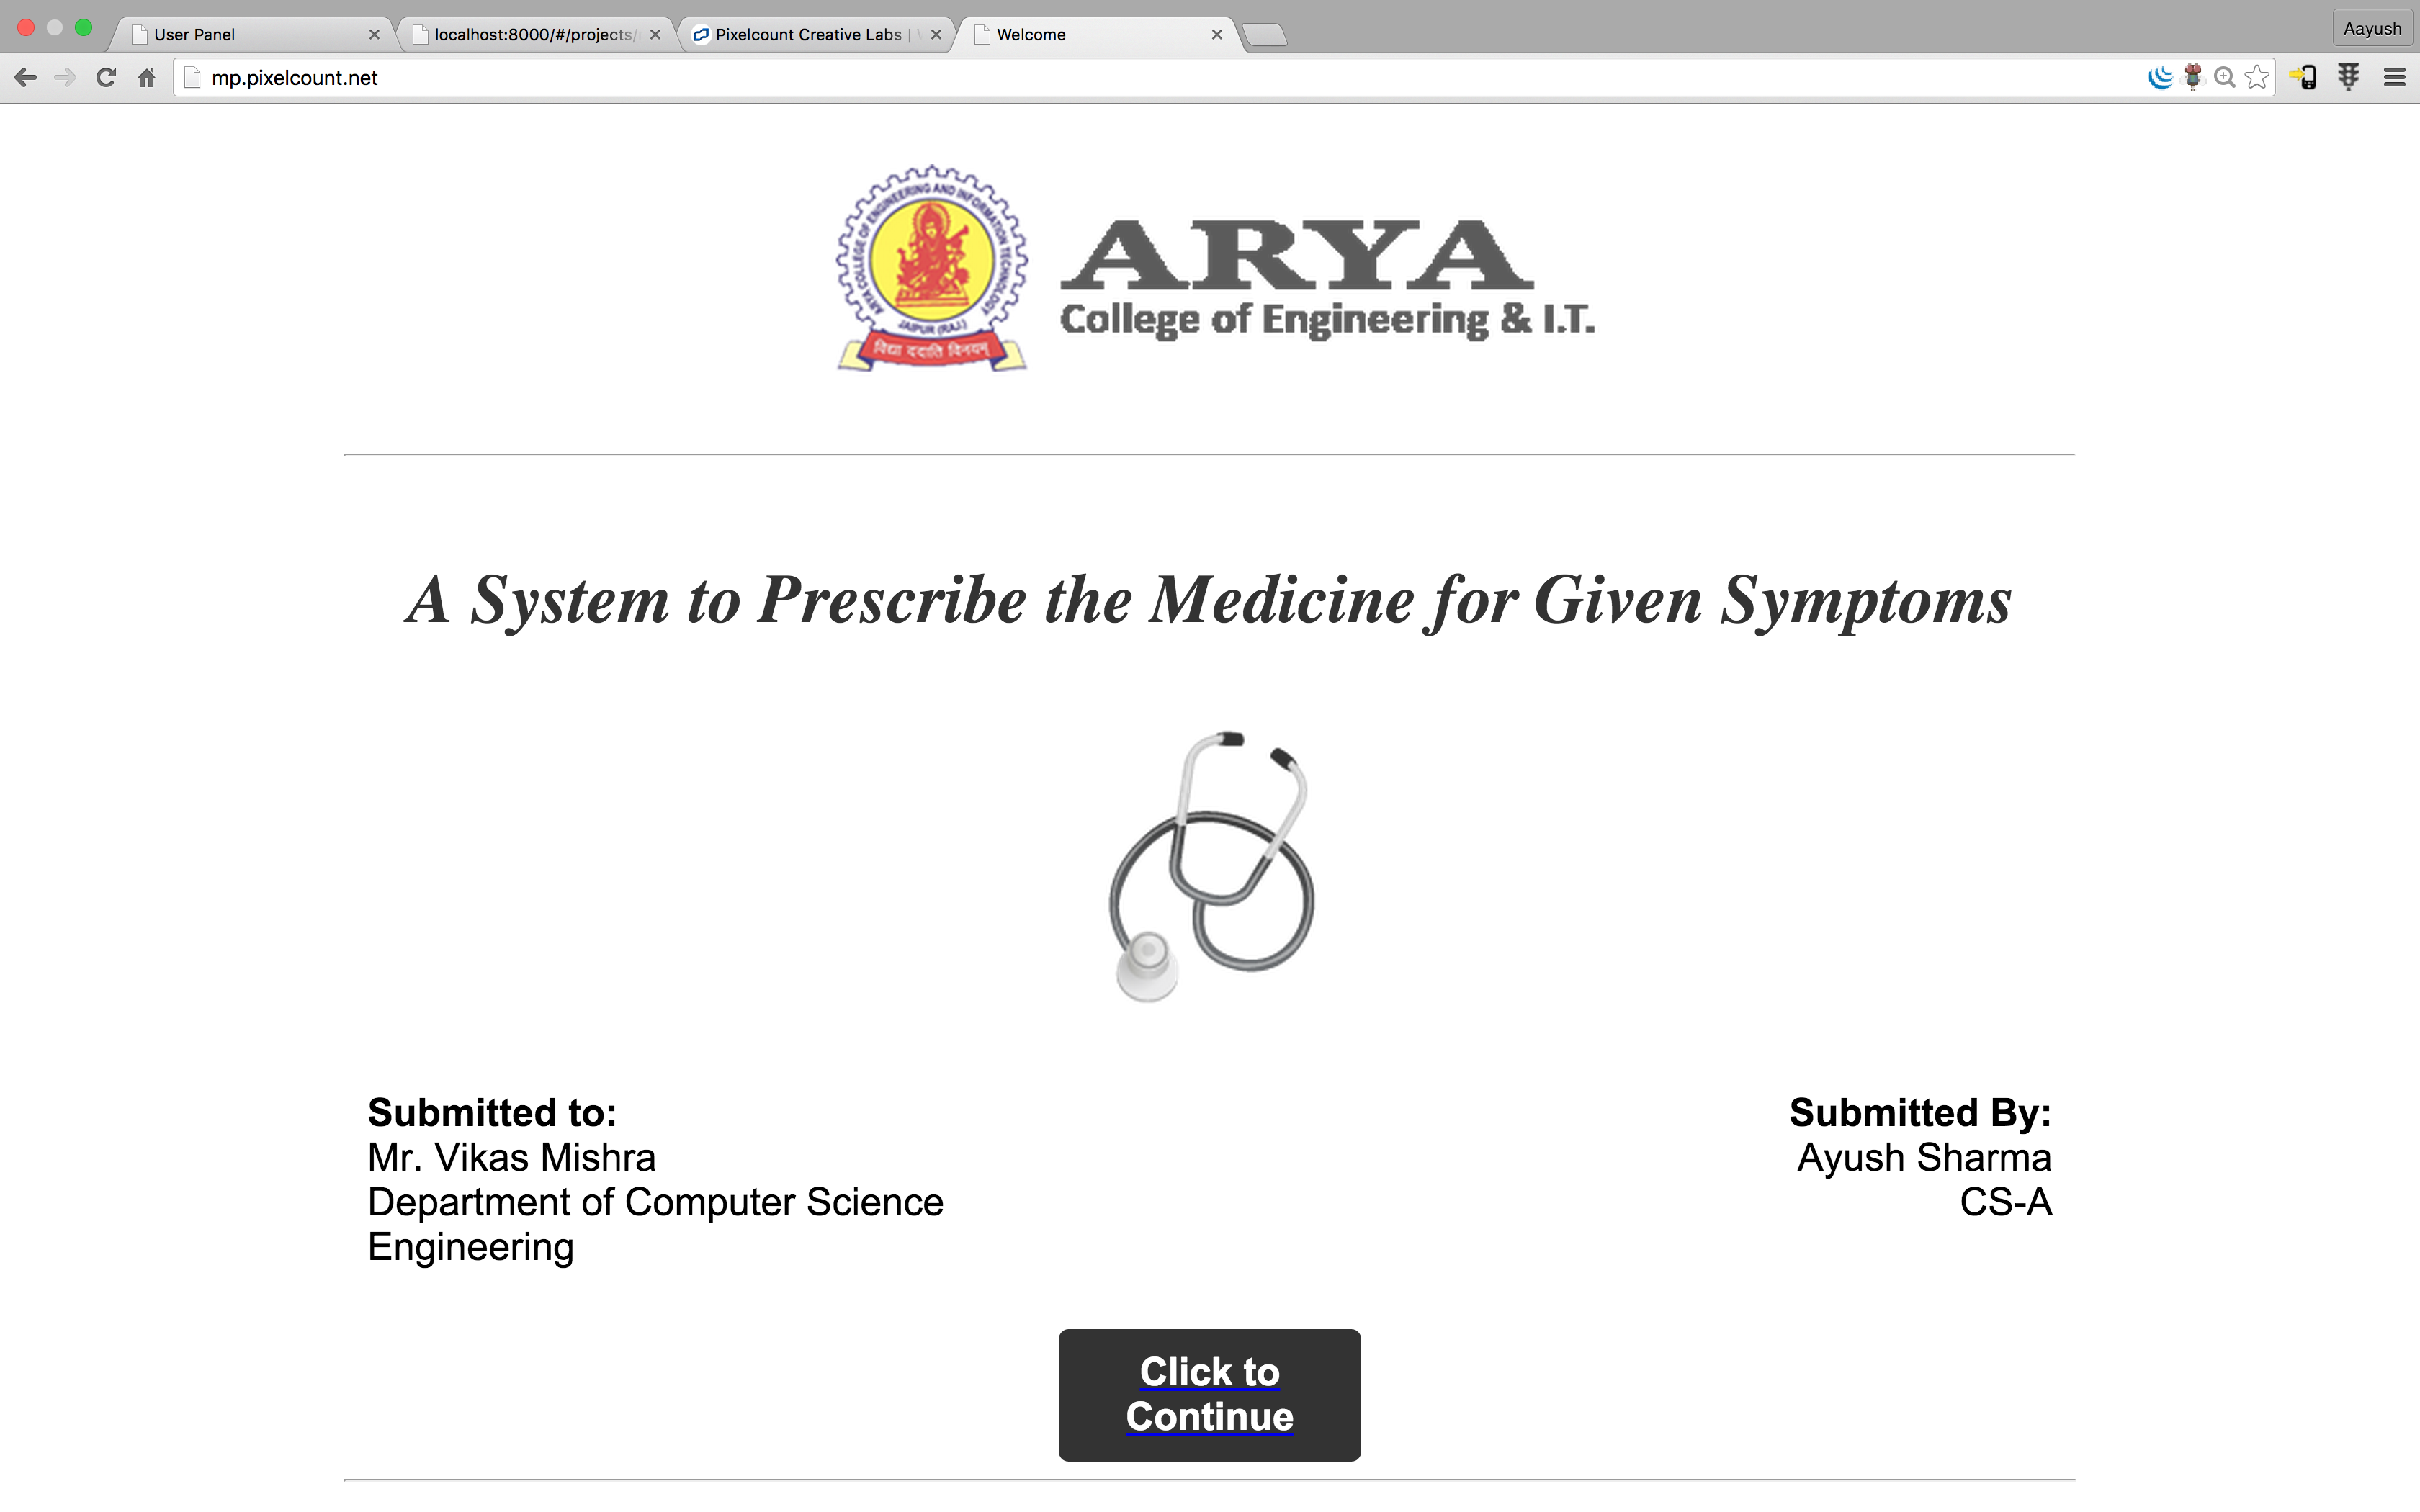 User Panel
localhost:8000/#/projects/
Pixelcount Creative Labs |
Welcome
Aayush
mp.pixelcount.net
ARYA COLLEGE OF ENGINEERING AND INFORMATION TECHNOLOGY
JAIPUR (RAJ.)
विद्या ददाति विनयम्
ARYA
College of Engineering & I.T.
A System to Prescribe the Medicine for Given Symptoms
Submitted to:
Mr. Vikas Mishra
Department of Computer Science
Engineering
Submitted By:
Ayush Sharma
CS-A
Click to
Continue